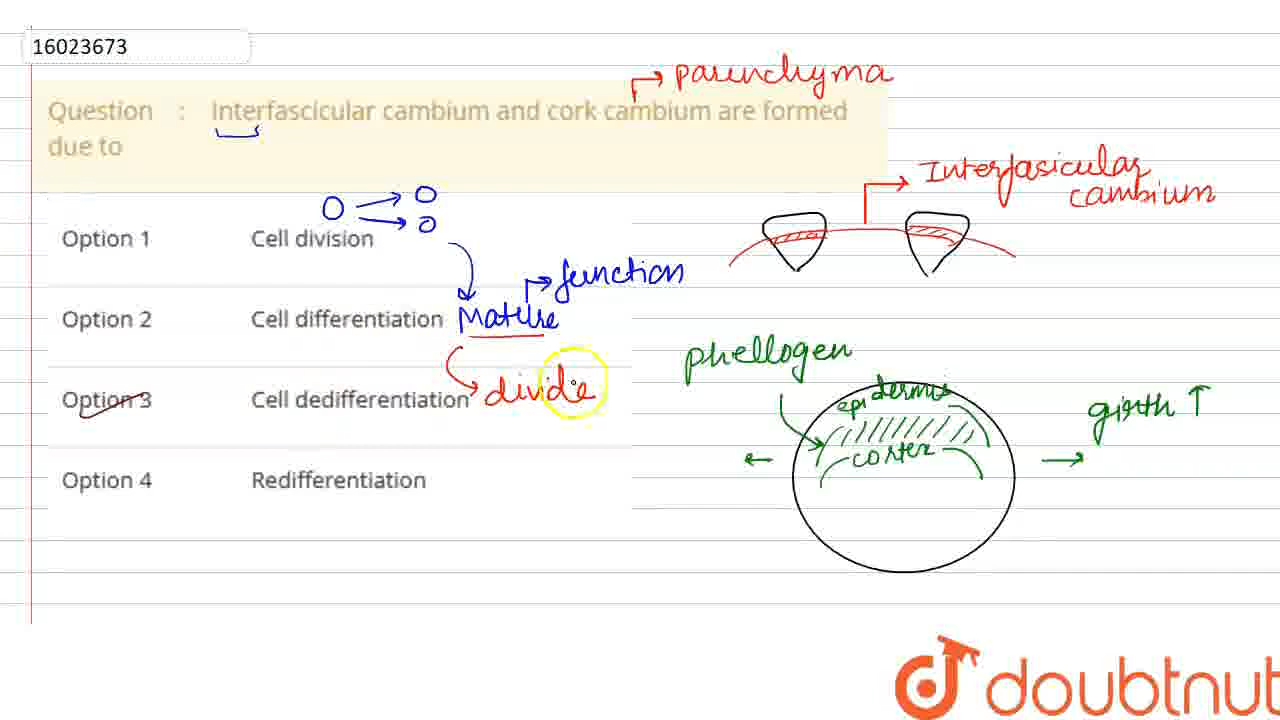 16023673
Question : Interfascicular cambium and cork cambium are formed
due to
parenchyma
Interfasicular
cambium
Option 1 Cell division
function
Option 2 Cell differentiation Mature
Option 3 Cell dedifferentiation divide
Option 4 Redifferentiation
phellogen
epidermis
cortex
girth ↑
doubtnut